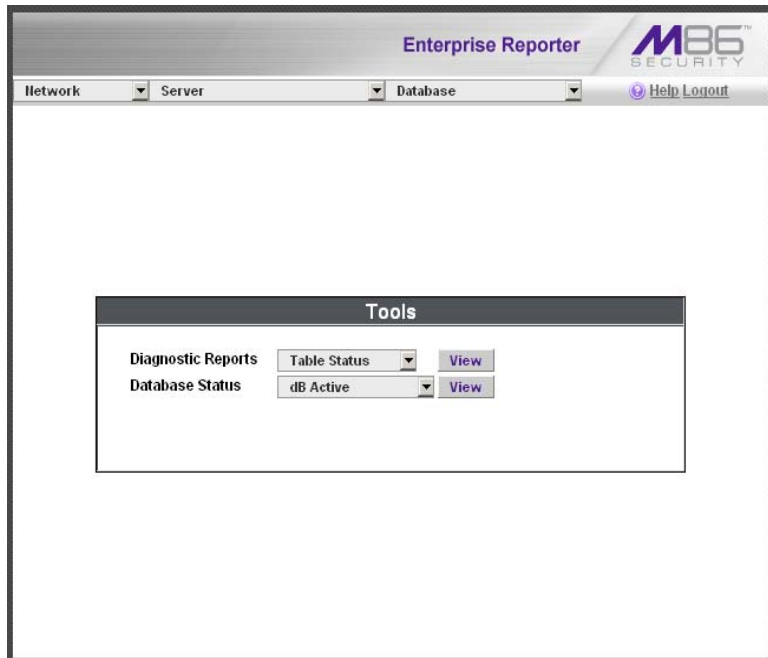 Enterprise Reporter
M86™
SECURITY
Network Server Database Help Logout
Tools
Diagnostic Reports Table Status View
Database Status dB Active View